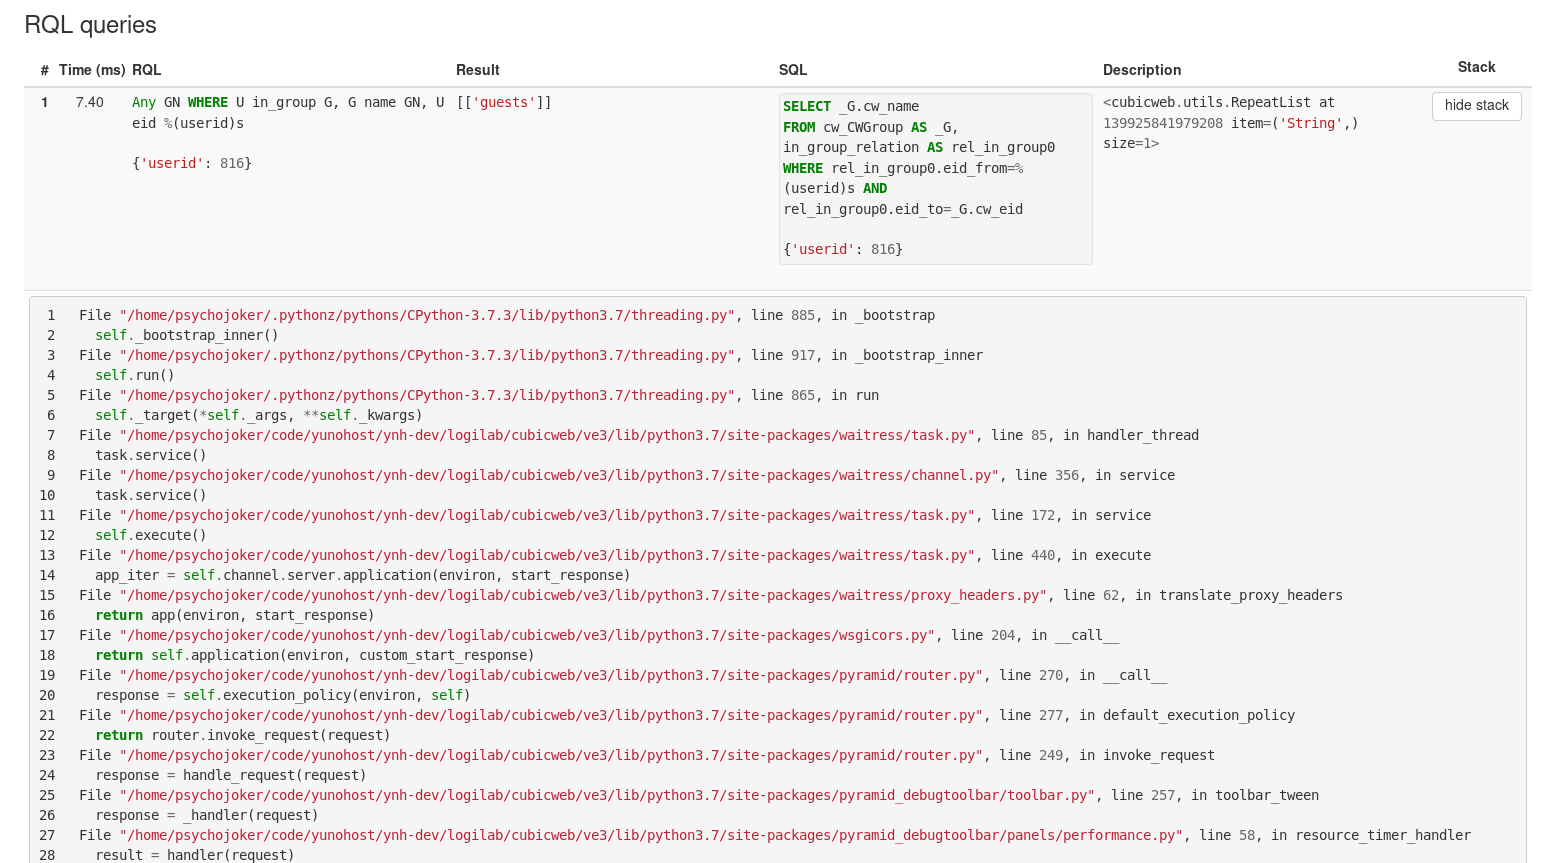 RQL queries
# Time (ms) RQL Result SQL Description Stack
1 7.40 Any GN WHERE U in_group G, G name GN, U
eid %(userid)s
{'userid': 816}
[['guests']]
SELECT _G.cw_name
FROM cw_CWGroup AS _G,
in_group_relation AS rel_in_group0
WHERE rel_in_group0.eid_from=%
(userid)s AND
rel_in_group0.eid_to=_G.cw_eid
{'userid': 816}
<cubicweb.utils.RepeatList at
139925841979208 item=('String',)
size=1>
hide stack
1 File "/home/psychojoker/.pythonz/pythons/CPython-3.7.3/lib/python3.7/threading.py", line 885, in _bootstrap
2 self._bootstrap_inner()
3 File "/home/psychojoker/.pythonz/pythons/CPython-3.7.3/lib/python3.7/threading.py", line 917, in _bootstrap_inner
4 self.run()
5 File "/home/psychojoker/.pythonz/pythons/CPython-3.7.3/lib/python3.7/threading.py", line 865, in run
6 self._target(*self._args, **self._kwargs)
7 File "/home/psychojoker/code/yunohost/ynh-dev/logilab/cubicweb/ve3/lib/python3.7/site-packages/waitress/task.py", line 85, in handler_thread
8 task.service()
9 File "/home/psychojoker/code/yunohost/ynh-dev/logilab/cubicweb/ve3/lib/python3.7/site-packages/waitress/channel.py", line 356, in service
10 task.service()
11 File "/home/psychojoker/code/yunohost/ynh-dev/logilab/cubicweb/ve3/lib/python3.7/site-packages/waitress/task.py", line 172, in service
12 self.execute()
13 File "/home/psychojoker/code/yunohost/ynh-dev/logilab/cubicweb/ve3/lib/python3.7/site-packages/waitress/task.py", line 440, in execute
14 app_iter = self.channel.server.application(environ, start_response)
15 File "/home/psychojoker/code/yunohost/ynh-dev/logilab/cubicweb/ve3/lib/python3.7/site-packages/waitress/proxy_headers.py", line 62, in translate_proxy_headers
16 return app(environ, start_response)
17 File "/home/psychojoker/code/yunohost/ynh-dev/logilab/cubicweb/ve3/lib/python3.7/site-packages/wsgicors.py", line 204, in __call__
18 return self.application(environ, custom_start_response)
19 File "/home/psychojoker/code/yunohost/ynh-dev/logilab/cubicweb/ve3/lib/python3.7/site-packages/pyramid/router.py", line 270, in __call__
20 response = self.execution_policy(environ, self)
21 File "/home/psychojoker/code/yunohost/ynh-dev/logilab/cubicweb/ve3/lib/python3.7/site-packages/pyramid/router.py", line 277, in default_execution_policy
22 return router.invoke_request(request)
23 File "/home/psychojoker/code/yunohost/ynh-dev/logilab/cubicweb/ve3/lib/python3.7/site-packages/pyramid/router.py", line 249, in invoke_request
24 response = handle_request(request)
25 File "/home/psychojoker/code/yunohost/ynh-dev/logilab/cubicweb/ve3/lib/python3.7/site-packages/pyramid_debugtoolbar/toolbar.py", line 257, in toolbar_tween
26 response = _handler(request)
27 File "/home/psychojoker/code/yunohost/ynh-dev/logilab/cubicweb/ve3/lib/python3.7/site-packages/pyramid_debugtoolbar/panels/performance.py", line 58, in resource_timer_handler
28 result = handler(request)